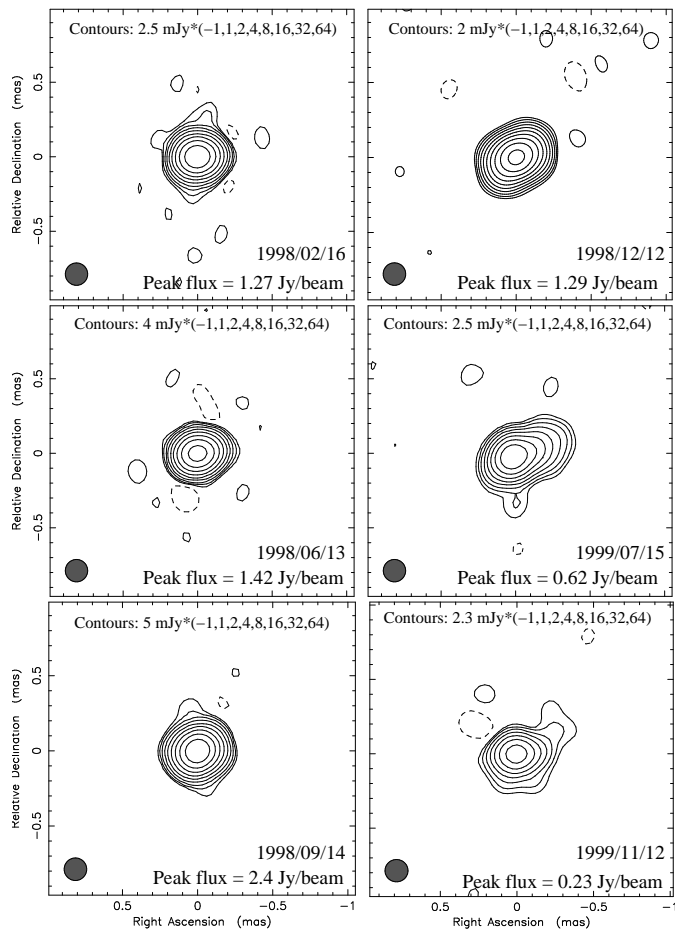 Contours: 2.5 mJy*(−1,1,2,4,8,16,32,64)
0.5
0
−0.5
Relative Declination (mas)
1998/02/16
Peak flux = 1.27 Jy/beam
Contours: 2 mJy*(−1,1,2,4,8,16,32,64)
1998/12/12
Peak flux = 1.29 Jy/beam
Contours: 4 mJy*(−1,1,2,4,8,16,32,64)
0.5
0
−0.5
Relative Declination (mas)
1998/06/13
Peak flux = 1.42 Jy/beam
Contours: 2.5 mJy*(−1,1,2,4,8,16,32,64)
1999/07/15
Peak flux = 0.62 Jy/beam
Contours: 5 mJy*(−1,1,2,4,8,16,32,64)
0.5
0
−0.5
Relative Declination (mas)
1998/09/14
Peak flux = 2.4 Jy/beam
0.5 0 −0.5 −1
Right Ascension (mas)
Contours: 2.3 mJy*(−1,1,2,4,8,16,32,64)
1999/11/12
Peak flux = 0.23 Jy/beam
0.5 0 −0.5 −1
Right Ascension (mas)